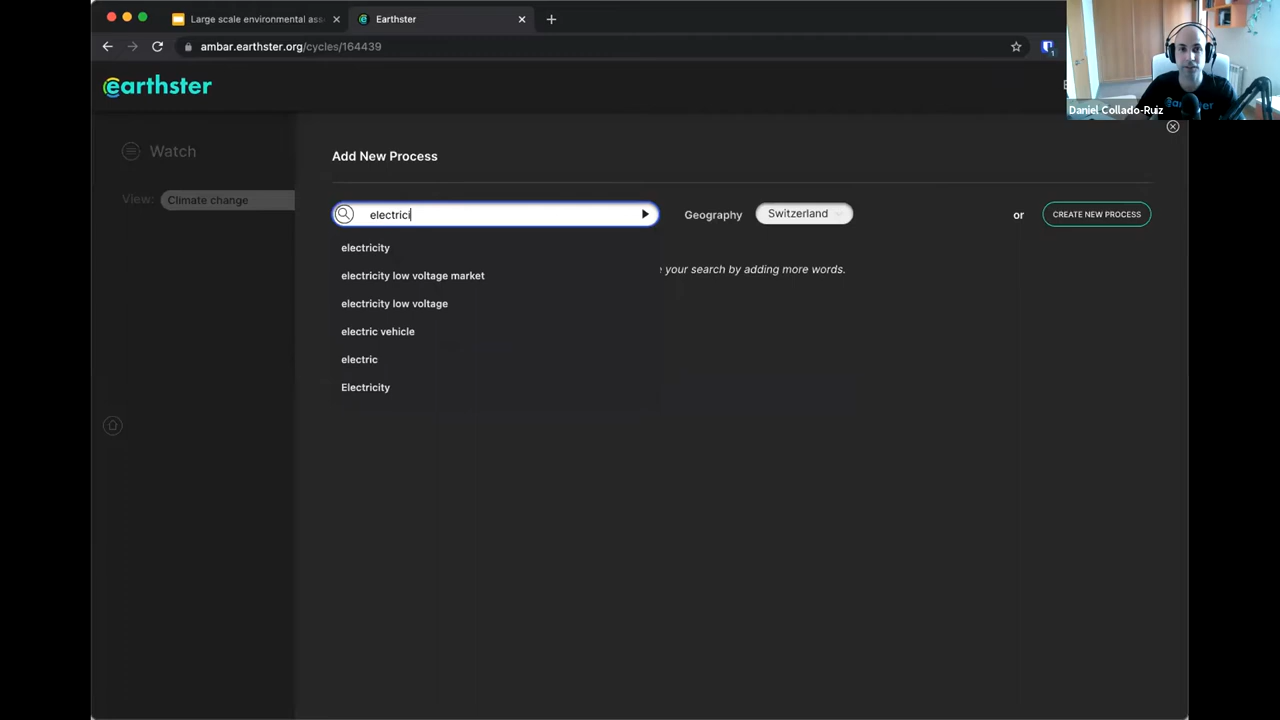 Large scale environmental ass
Earthster
ambar.earthster.org/cycles/164439
earthster
Daniel Collado-Ruiz
Watch
Add New Process
View: Climate change
electrici
Geography
Switzerland
or
CREATE NEW PROCESS
electricity
your search by adding more words.
electricity low voltage market
electricity low voltage
electric vehicle
electric
Electricity